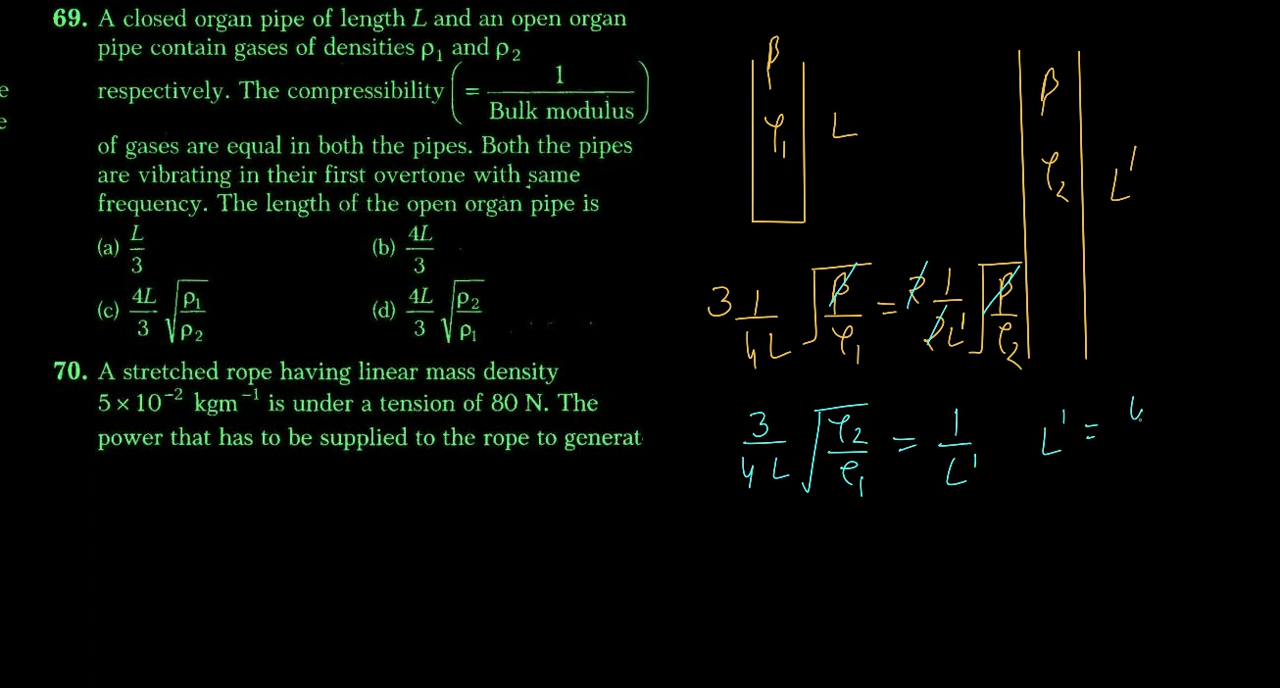 69. A closed organ pipe of length L and an open organ
pipe contain gases of densities ρ₁ and ρ₂
respectively. The compressibility ( = 1 / Bulk modulus )
of gases are equal in both the pipes. Both the pipes
are vibrating in their first overtone with same
frequency. The length of the open organ pipe is
(a) L/3 (b) 4L/3
(c) 4L/3 √(ρ₁/ρ₂) (d) 4L/3 √(ρ₂/ρ₁)
70. A stretched rope having linear mass density
5 × 10⁻² kgm⁻¹ is under a tension of 80 N. The
power that has to be supplied to the rope to generat
e
e
β
ρ₁ L
β
ρ₂ L'
3 1/4L √(β/ρ₁) = 2 1/2L' √(β/ρ₂)
3/4L √(ρ₂/ρ₁) = 1/L' L' =